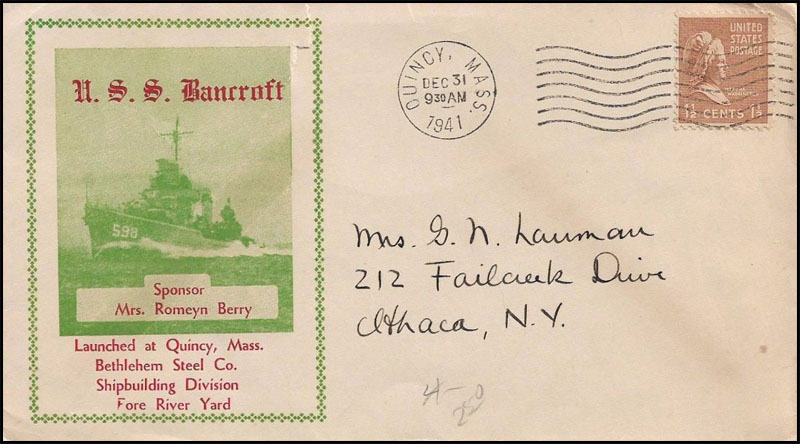 U. S. S. Bancroft
598
Sponsor
Mrs. Romeyn Berry
Launched at Quincy, Mass.
Bethlehem Steel Co.
Shipbuilding Division
Fore River Yard
QUINCY, MASS.
DEC 31
930 AM
1941
UNITED
STATES
POSTAGE
1½ CENTS 1½
Mrs. G. N. Lauman
212 Fallcreek Drive
Ithaca, N.Y.